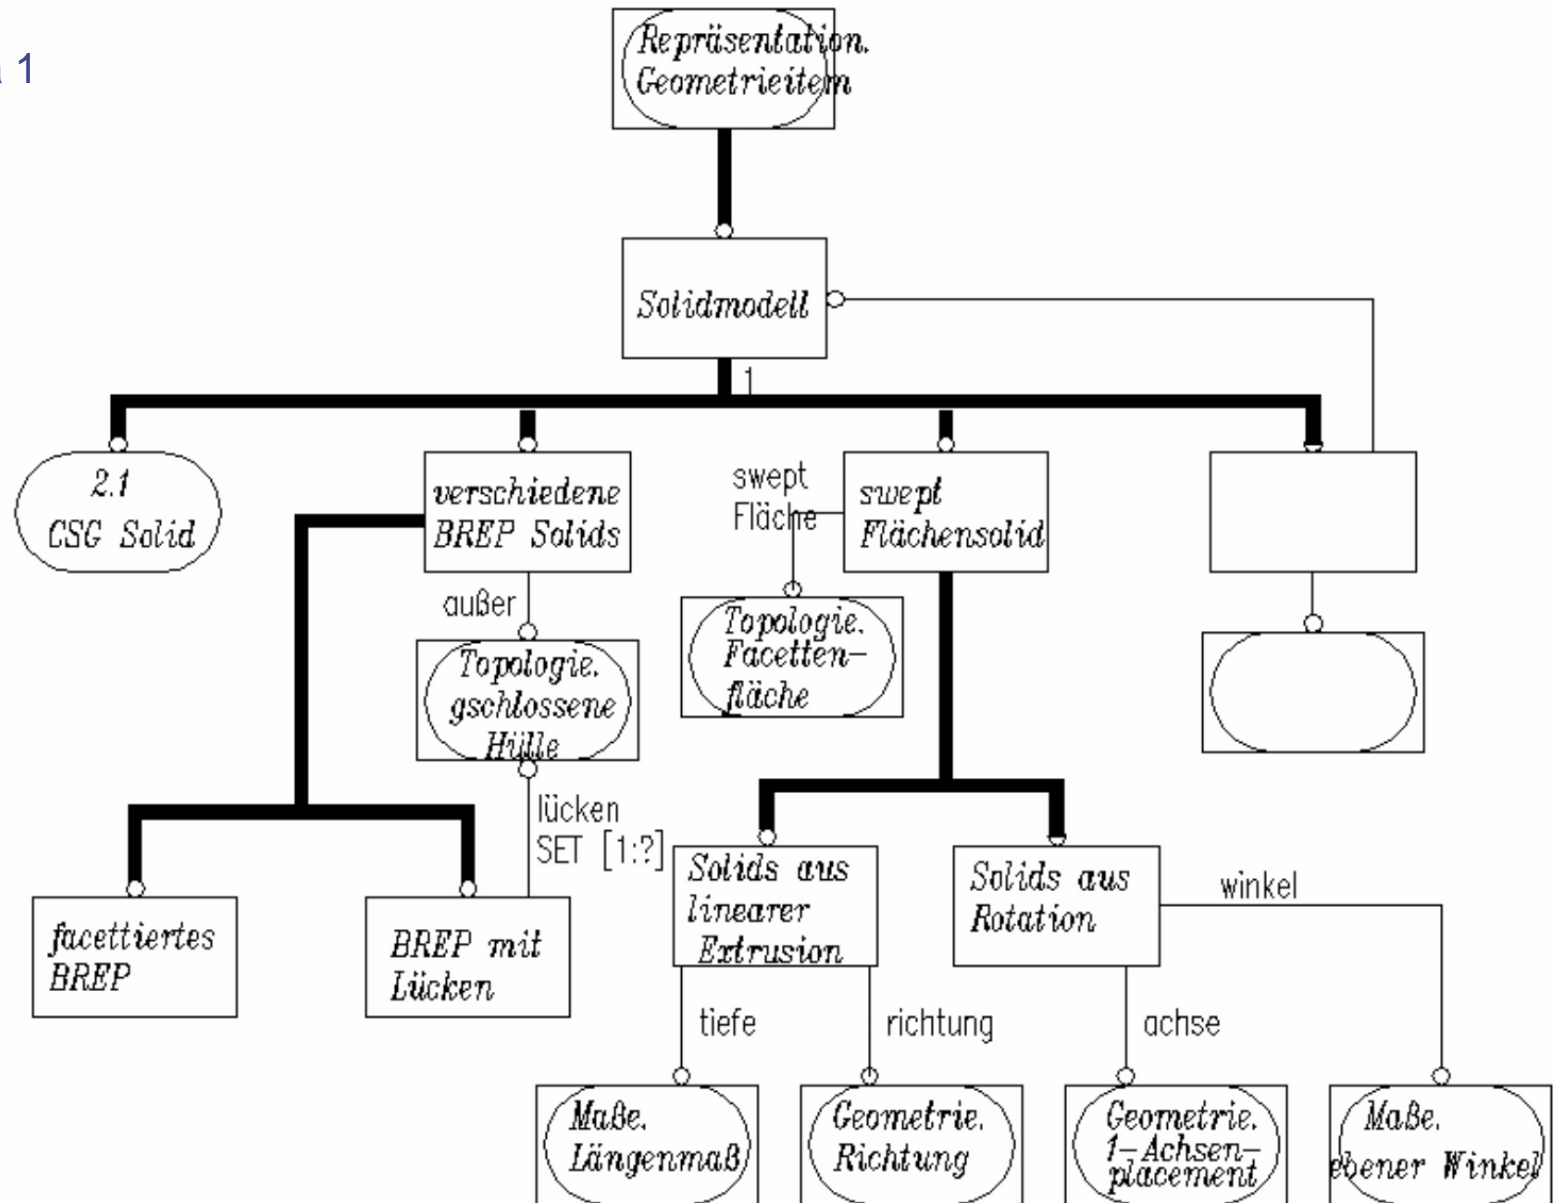 1
Repräsentation.
Geometrieitem
Solidmodell
1
2.1
CSG Solid
verschiedene
BREP Solids
swept
Fläche
swept
Flächensolid
außer
Topologie.
gschlossene
Hülle
Topologie.
Facetten-
fläche
lücken
SET [1:?]
facettiertes
BREP
BREP mit
Lücken
Solids aus
linearer
Extrusion
Solids aus
Rotation
winkel
tiefe
richtung
achse
Maße.
Längenmaß
Geometrie.
Richtung
Geometrie.
1-Achsen-
placement
Maße.
ebener Winkel